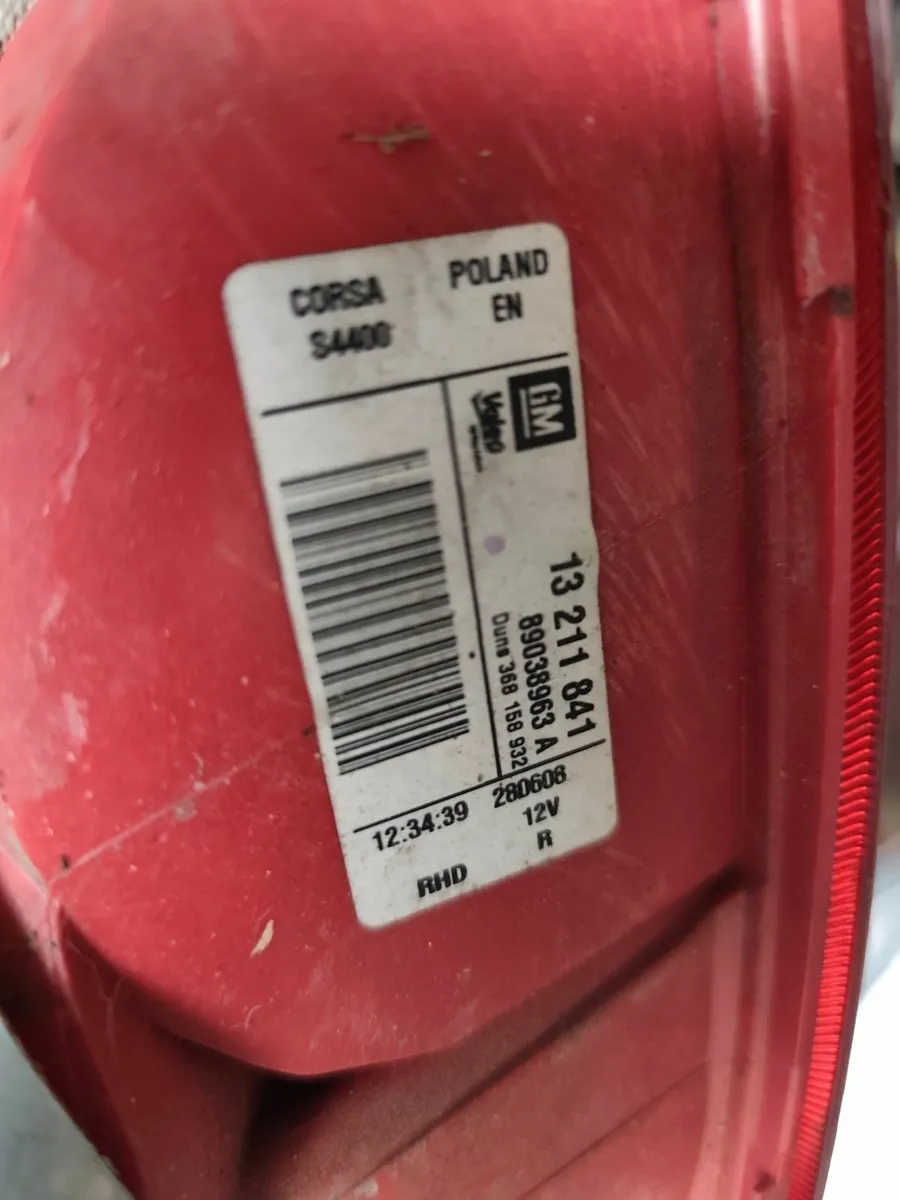 CORSA
S4400
POLAND
EN
GM
Valeo
13 211 841
89038963 A
Duns 368 158 932
12:34:39
280608
12V
R
RHD